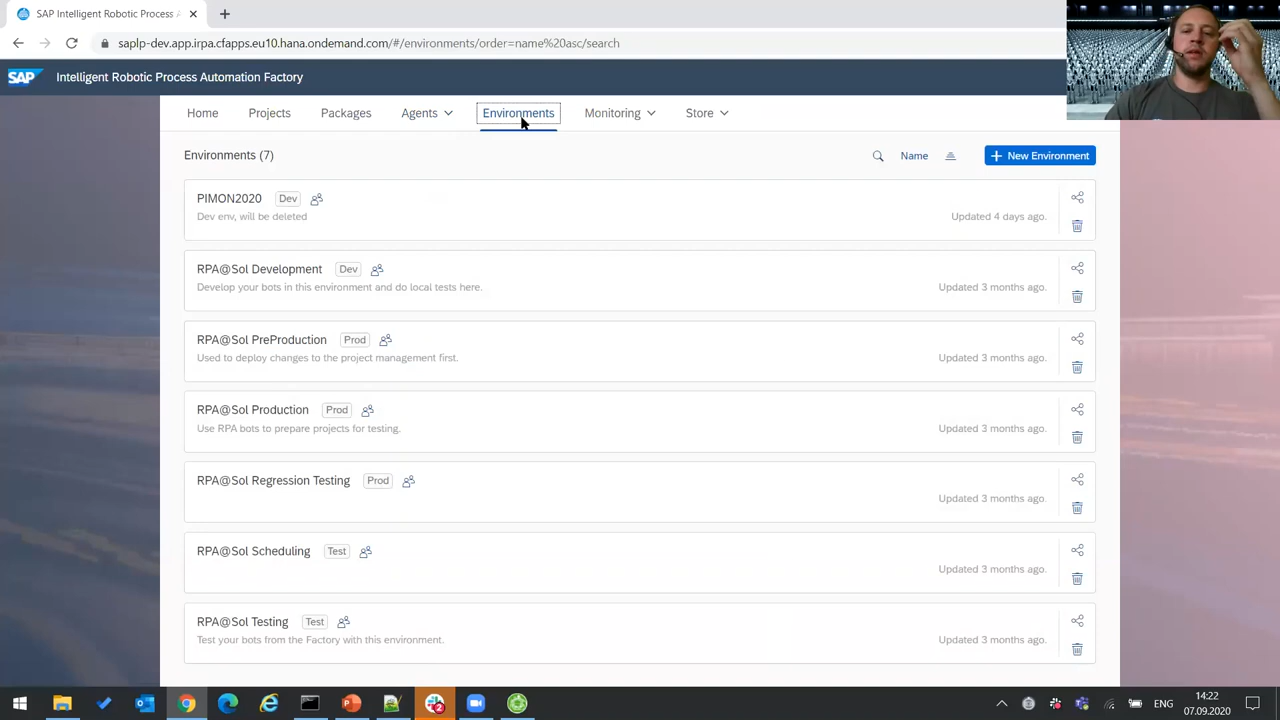 SAP Intelligent Robotic Process A
saplp-dev.app.irpa.cfapps.eu10.hana.ondemand.com/#/environments/order=name%20asc/search
SAP Intelligent Robotic Process Automation Factory
Home Projects Packages Agents Environments Monitoring Store
Environments (7) Name New Environment
PIMON2020 Dev
Dev env, will be deleted Updated 4 days ago.
RPA@Sol Development Dev
Develop your bots in this environment and do local tests here. Updated 3 months ago.
RPA@Sol PreProduction Prod
Used to deploy changes to the project management first. Updated 3 months ago.
RPA@Sol Production Prod
Use RPA bots to prepare projects for testing. Updated 3 months ago.
RPA@Sol Regression Testing Prod
Updated 3 months ago.
RPA@Sol Scheduling Test
Updated 3 months ago.
RPA@Sol Testing Test
Test your bots from the Factory with this environment. Updated 3 months ago.
ENG 14:22
07.09.2020